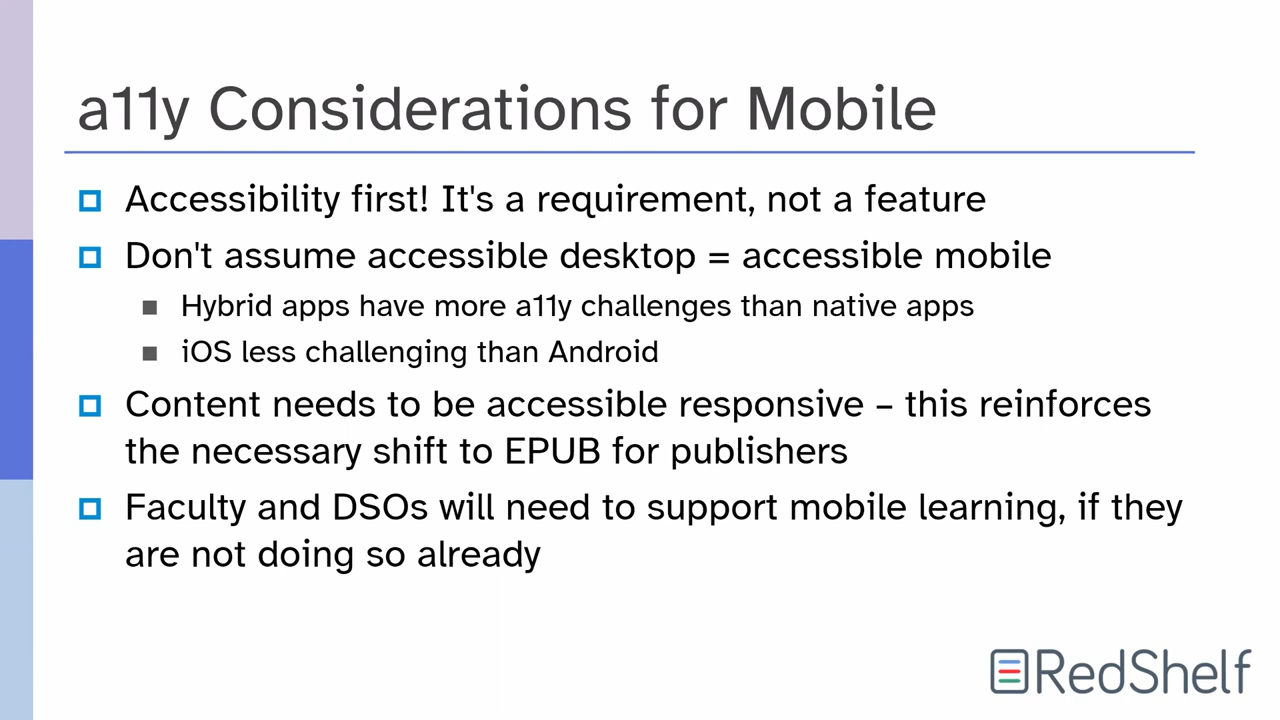 a11y Considerations for Mobile
Accessibility first! It's a requirement, not a feature
Don't assume accessible desktop = accessible mobile
Hybrid apps have more a11y challenges than native apps
iOS less challenging than Android
Content needs to be accessible responsive – this reinforces
the necessary shift to EPUB for publishers
Faculty and DSOs will need to support mobile learning, if they
are not doing so already
RedShelf